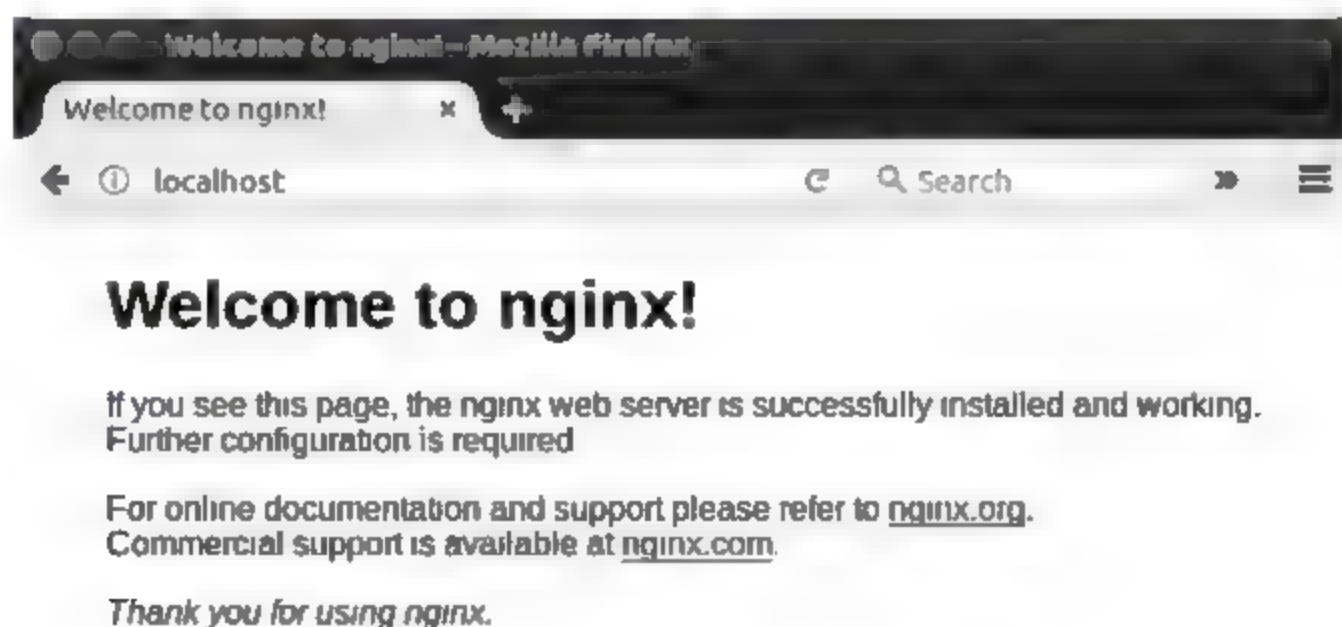 Welcome to nginx! - Mozilla Firefox
Welcome to nginx!
localhost
Search
Welcome to nginx!
If you see this page, the nginx web server is successfully installed and working.
Further configuration is required
For online documentation and support please refer to nginx.org.
Commercial support is available at nginx.com.
Thank you for using nginx.